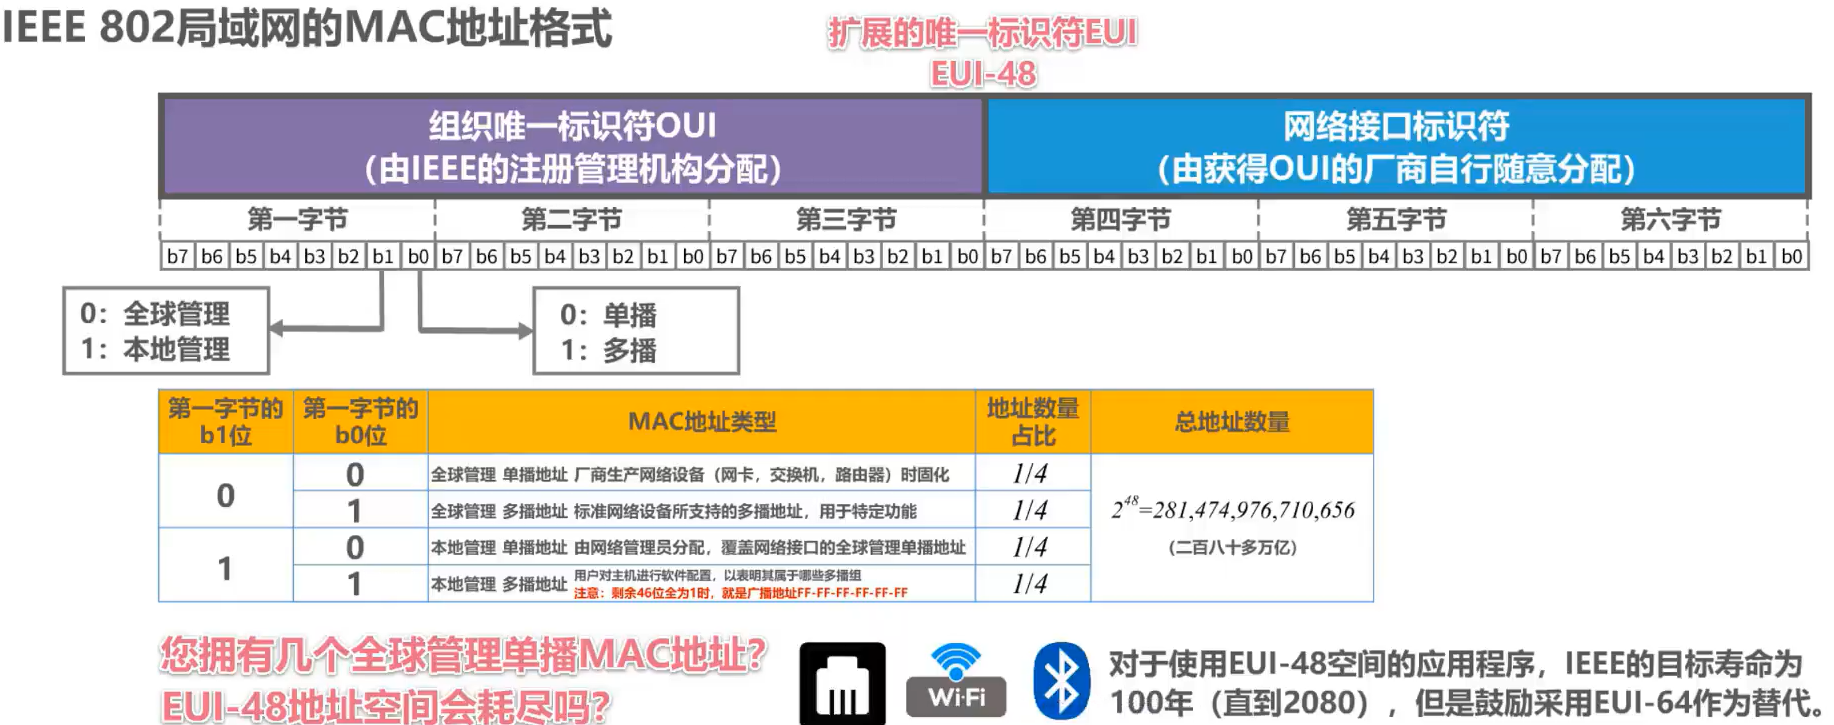 IEEE 802局域网的MAC地址格式
扩展的唯一标识符EUI
EUI-48
组织唯一标识符OUI
（由IEEE的注册管理机构分配）
网络接口标识符
（由获得OUI的厂商自行随意分配）
第一字节 第二字节 第三字节 第四字节 第五字节 第六字节
b7 b6 b5 b4 b3 b2 b1 b0 b7 b6 b5 b4 b3 b2 b1 b0 b7 b6 b5 b4 b3 b2 b1 b0 b7 b6 b5 b4 b3 b2 b1 b0 b7 b6 b5 b4 b3 b2 b1 b0 b7 b6 b5 b4 b3 b2 b1 b0
0：全球管理
1：本地管理
0：单播
1：多播
第一字节的
b1位
第一字节的
b0位
MAC地址类型
地址数量
占比
总地址数量
0
0 全球管理 单播地址 厂商生产网络设备（网卡，交换机，路由器）时固化 1/4
1 全球管理 多播地址 标准网络设备所支持的多播地址，用于特定功能 1/4
1
0 本地管理 单播地址 由网络管理员分配，覆盖网络接口的全球管理单播地址 1/4
1 本地管理 多播地址 用户对主机进行软件配置，以表明其属于哪些多播组
注意：剩余46位全为1时，就是广播地址FF-FF-FF-FF-FF-FF
1/4
2^48=281,474,976,710,656
（二百八十多万亿）
您拥有几个全球管理单播MAC地址？
EUI-48地址空间会耗尽吗？
Wi-Fi
对于使用EUI-48空间的应用程序，IEEE的目标寿命为
100年（直到2080），但是鼓励采用EUI-64作为替代。